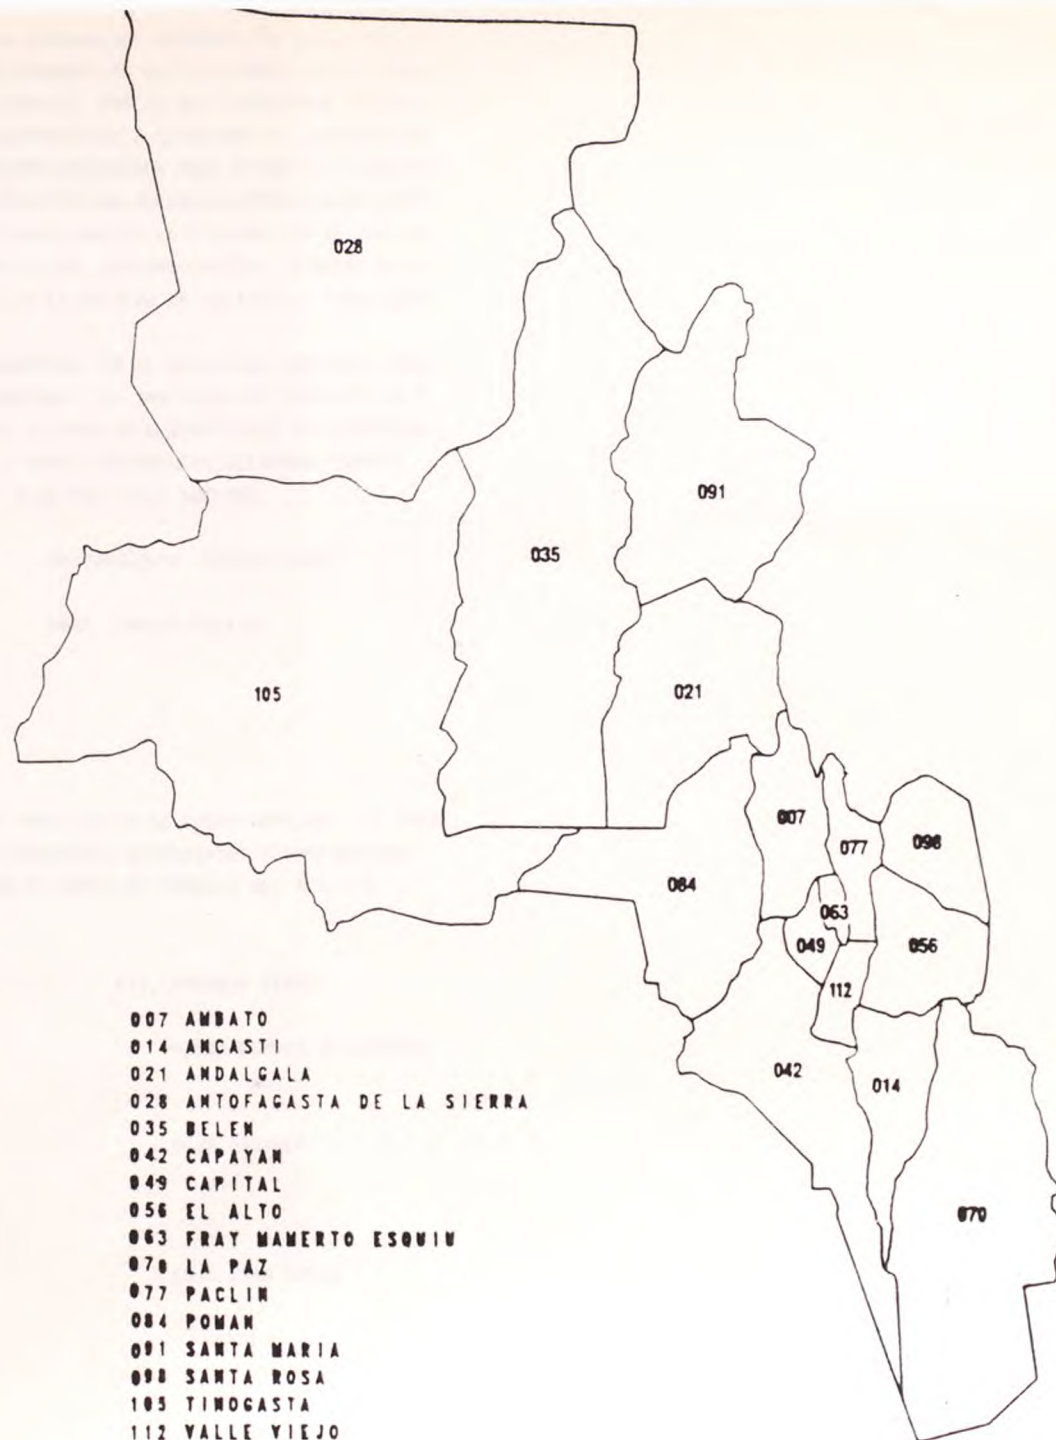 028
091
035
105
021
007
077
098
084
063
049
056
112
042
014
070
007 AMBATO
014 ANCASTI
021 ANDALGALA
028 ANTOFAGASTA DE LA SIERRA
035 BELEN
042 CAPAYAN
049 CAPITAL
056 EL ALTO
063 FRAY MAMERTO ESQUIU
070 LA PAZ
077 PACLIN
084 POMAN
091 SANTA MARIA
098 SANTA ROSA
105 TINOGASTA
112 VALLE VIEJO